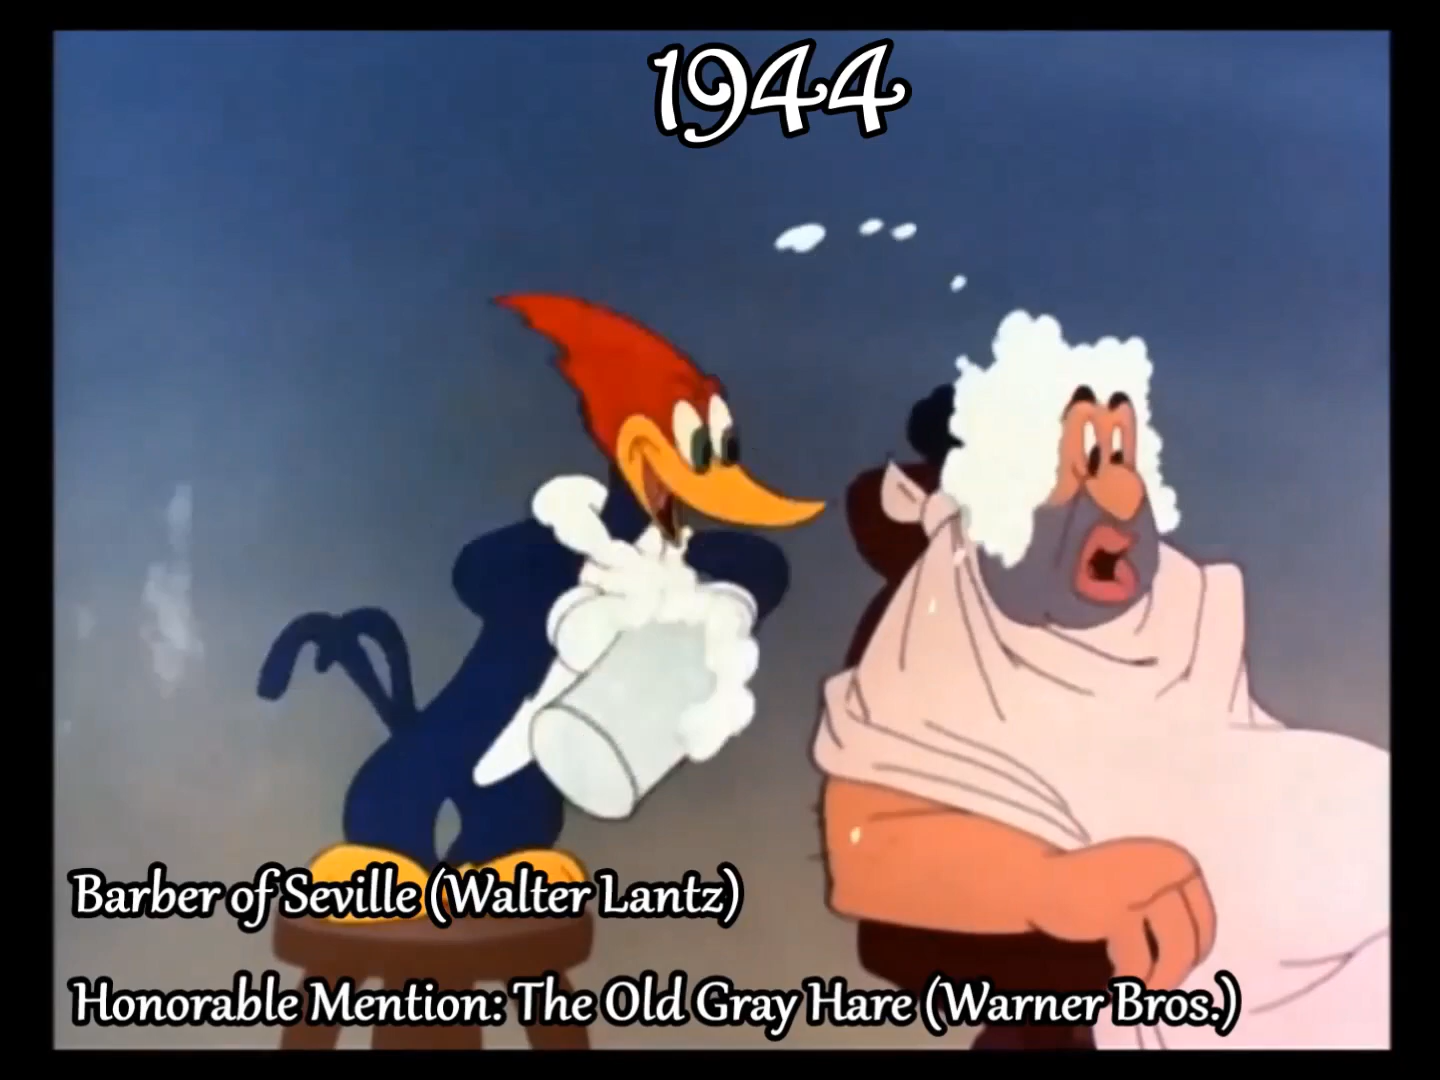 1944
Barber of Seville (Walter Lantz)
Honorable Mention: The Old Gray Hare (Warner Bros.)